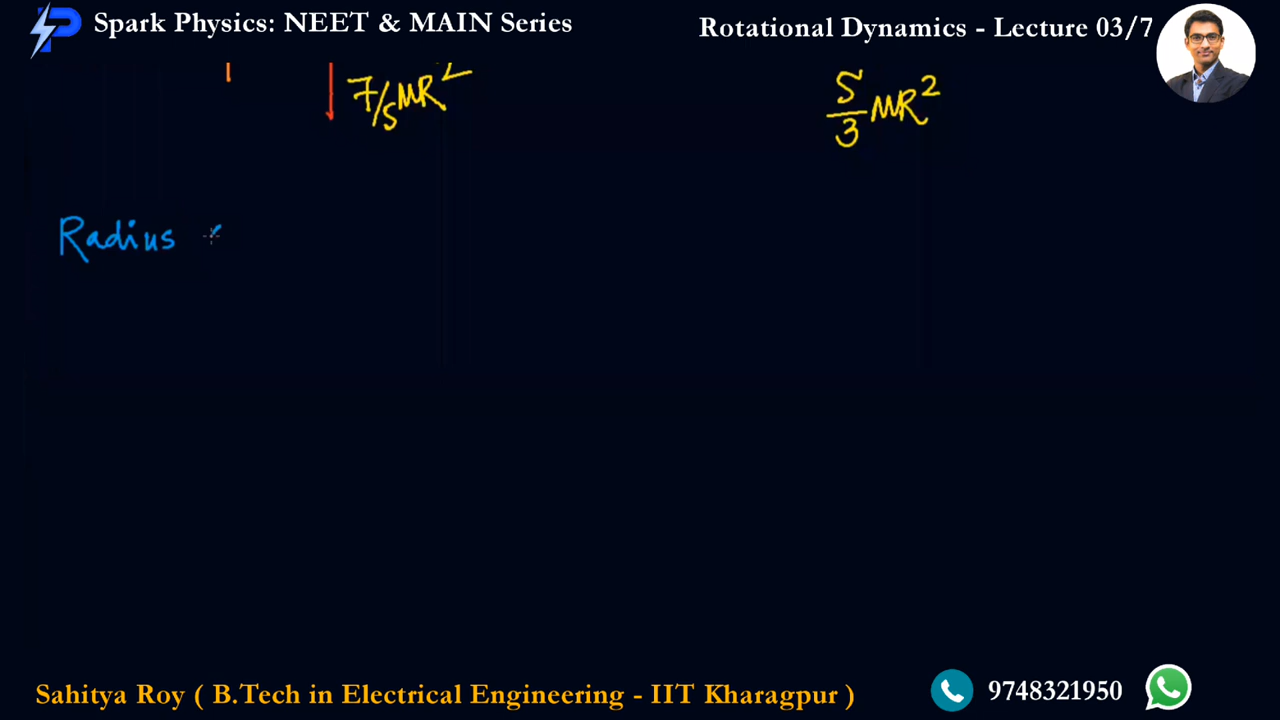 Spark Physics: NEET & MAIN Series
Rotational Dynamics - Lecture 03/7
7/5 MR²
5/3 MR²
Radius
Sahitya Roy ( B.Tech in Electrical Engineering - IIT Kharagpur )
9748321950